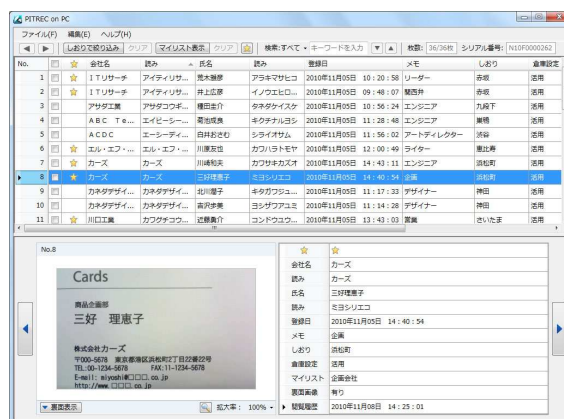 PITREC on PC
ファイル(F) 編集(E) ヘルプ(H)
しおりで絞り込み クリア マイリスト表示 クリア 検索:すべて キーワードを入力 枚数: 36/36枚 シリアル番号: N10F0000262
No. 会社名 読み 氏名 読み 登録日 メモ しおり 倉庫設定
1 ITリサーチ アイティリサ... 荒木雅彦 アラキマサヒコ 2010年11月05日 10:20:58 リーダー 赤坂 活用
2 ITリサーチ アイティリサ... 井上広彦 イノウエヒロ... 2010年11月05日 09:48:07 関西弁 赤坂 活用
3 アサダ工業 アサダコウギ... 種田圭介 タネダケイスケ 2010年11月05日 10:56:24 エンジニア 九段下 活用
4 ABC Te... エイビーシー... 菊池成良 キクチナルヨシ 2010年11月05日 11:28:48 エンジニア 巣鴨 活用
5 ACDC エーシーディ... 白井おさむ シライオサム 2010年11月05日 11:56:02 アートディレクター 渋谷 活用
6 エル・エフ・... エル・エフ・... 川原友也 カワハラトモヤ 2010年11月05日 12:00:49 ライター 恵比寿 活用
7 カーズ カーズ 川崎和夫 カワサキカズオ 2010年11月05日 14:43:11 エンジニア 浜松町 活用
8 カーズ カーズ 三好理恵子 ミヨシリエコ 2010年11月05日 14:40:54 企画 浜松町 活用
9 カネダデザイ... カネダデザイ... 北川履子 キタガワジュ... 2010年11月05日 11:17:33 デザイナー 神田 活用
10 カネダデザイ... カネダデザイ... 吉沢歩美 ヨシザワアユミ 2010年11月05日 11:14:28 デザイナー 神田 活用
11 川口工業 カワグチコウ... 近藤勇介 コンドウユウ... 2010年11月05日 13:43:03 営業 さいたま 活用
No.8
Cards
商品企画部
三好 理恵子
株式会社カーズ
〒000-5678 東京都港区浜松町2丁目22番22号
TEL:00-1234-5678 FAX:11-1234-5678
E-mail: miyoshi@□□□.co.jp
http://www.□□□.co.jp
裏面表示 拡大率: 100%
会社名 カーズ
読み カーズ
氏名 三好理恵子
読み ミヨシリエコ
登録日 2010年11月05日 14:40:54
メモ 企画
しおり 浜松町
倉庫設定 活用
マイリスト 企画会社
裏面画像 有り
閲覧履歴 2010年11月08日 14:25:01